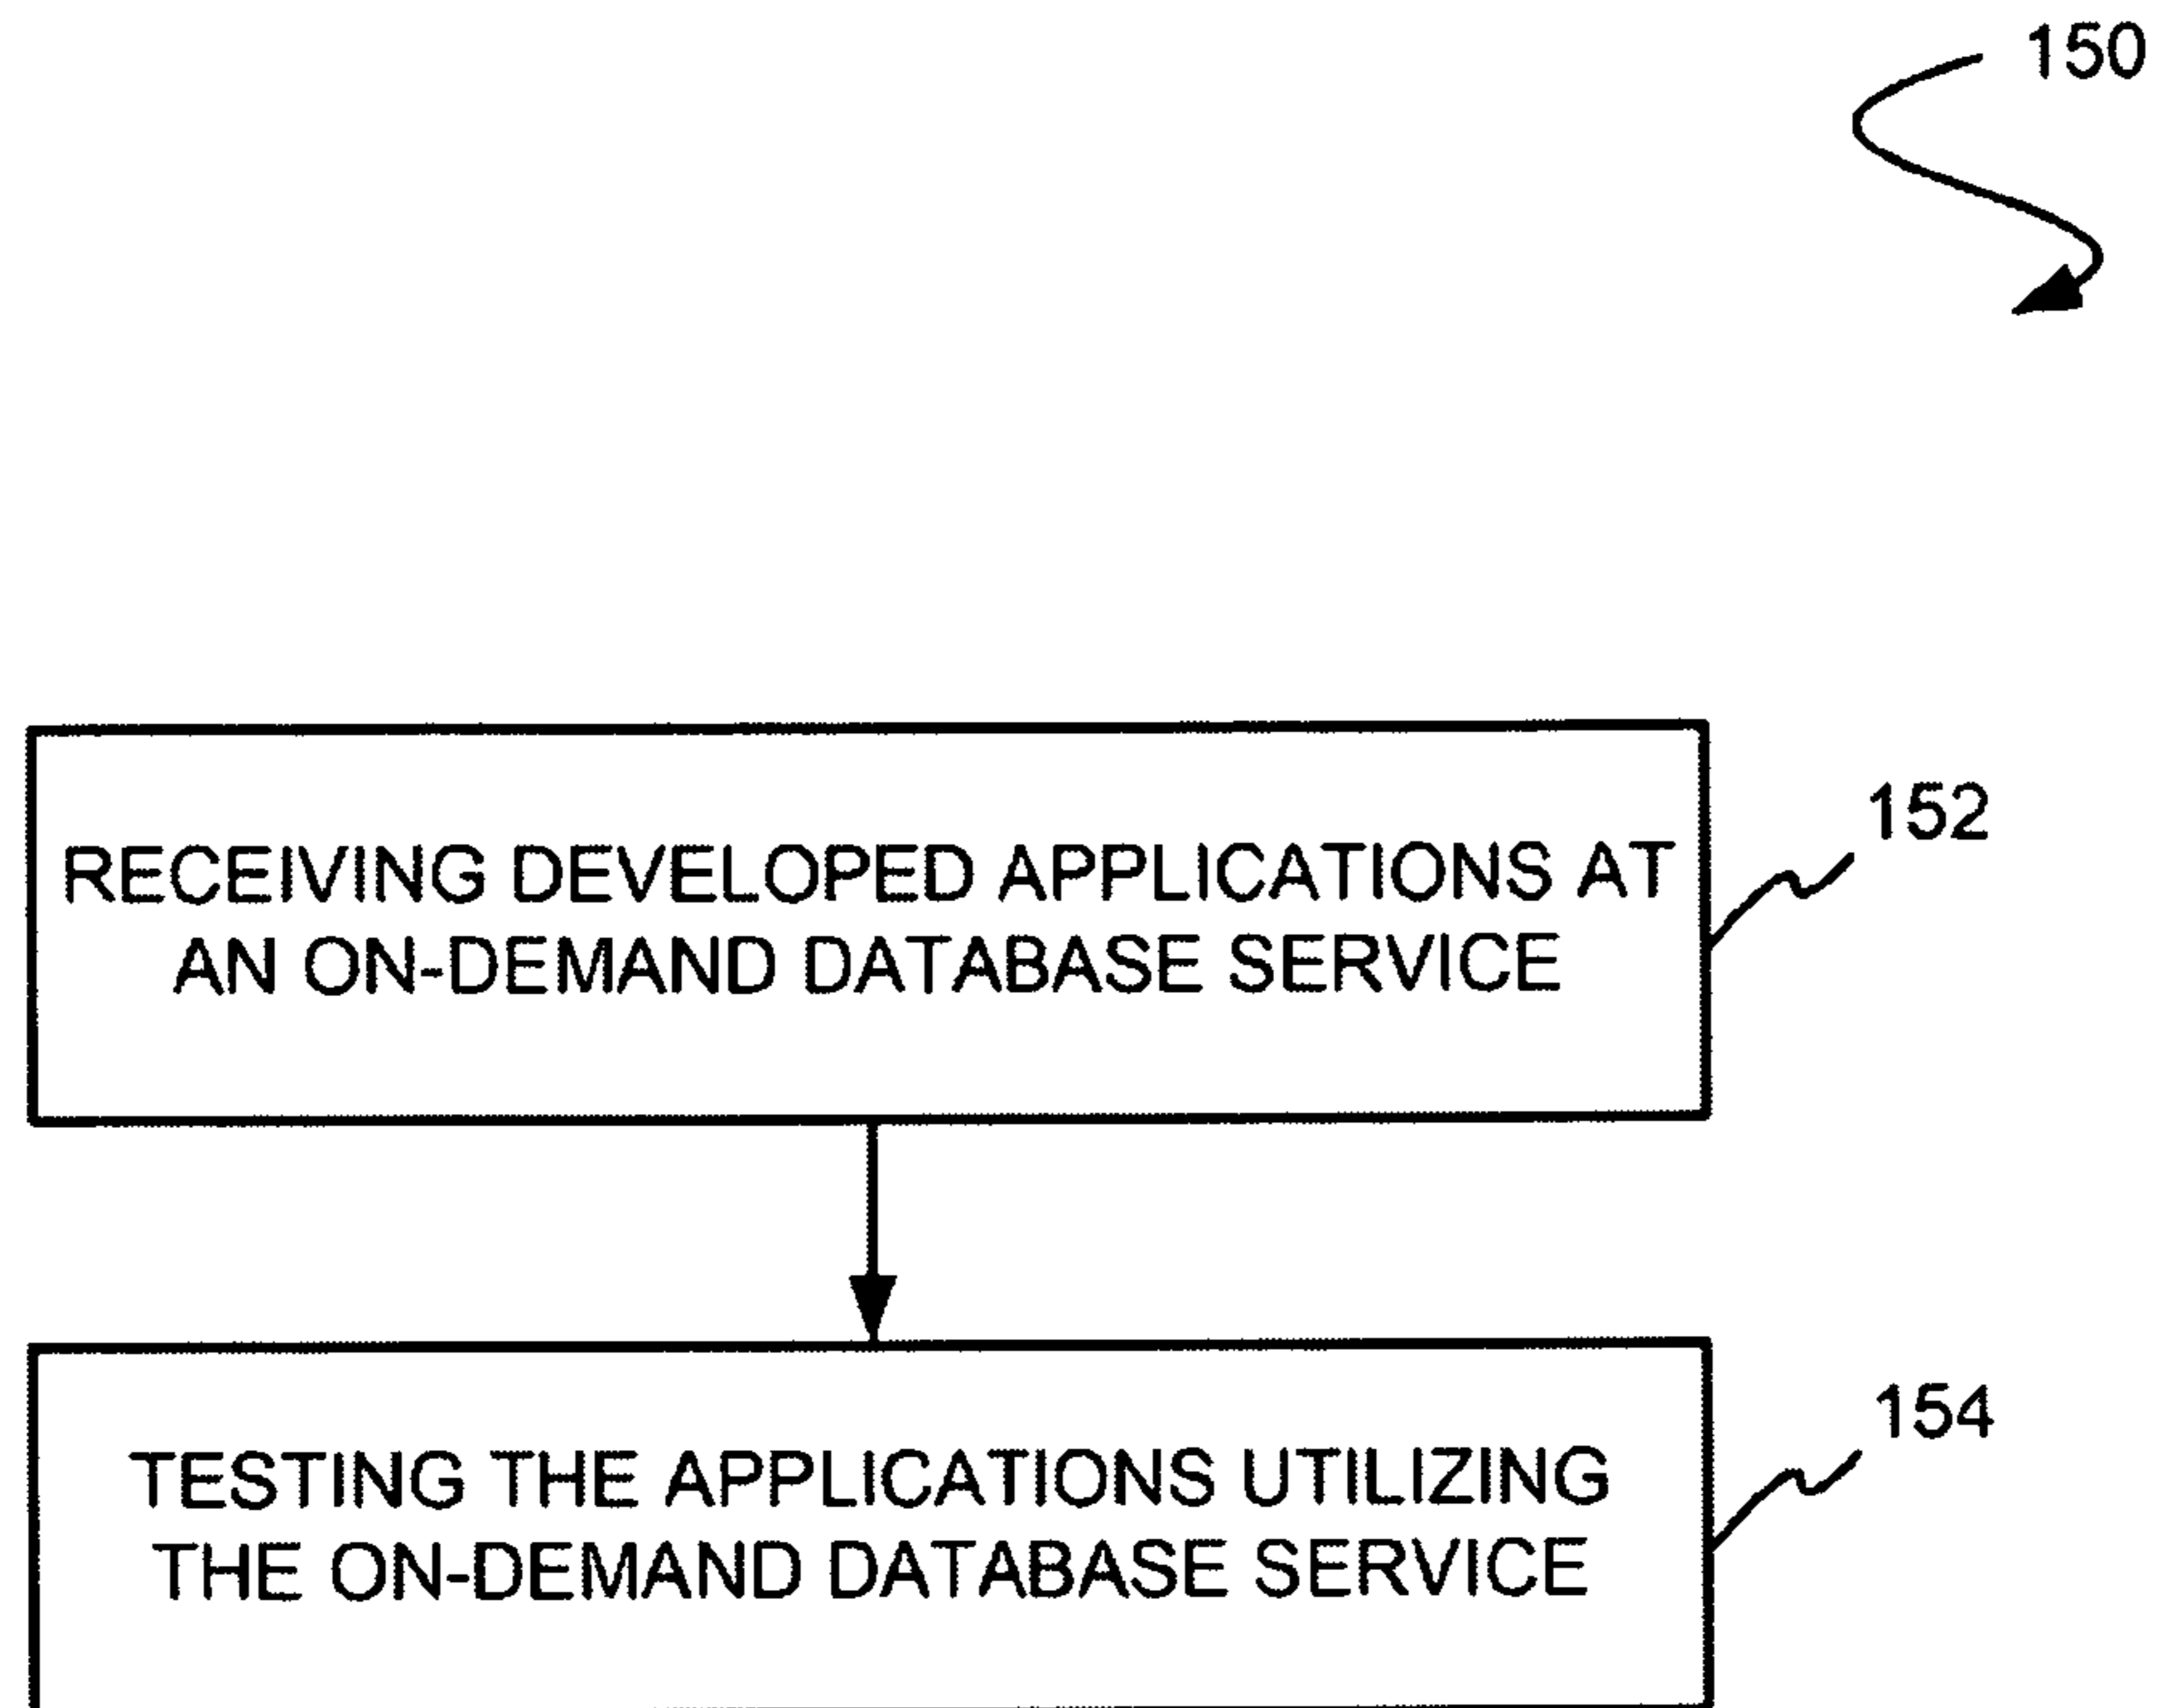 150
152
RECEIVING DEVELOPED APPLICATIONS AT
AN ON-DEMAND DATABASE SERVICE
154
TESTING THE APPLICATIONS UTILIZING
THE ON-DEMAND DATABASE SERVICE